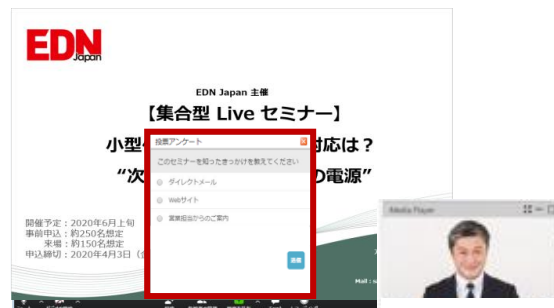 EDN
Japan
EDN Japan 主催
【集合型 Live セミナー】
小型
対応は？
“次
の電源”
投票アンケート
このセミナーを知ったきっかけを教えてください
ダイレクトメール
Webサイト
営業担当からのご案内
送信
開催予定：2020年6月上旬
事前申込：約250名想定
来場：約150名想定
申込締切：2020年4月3日（金
Mail : s
Media Player